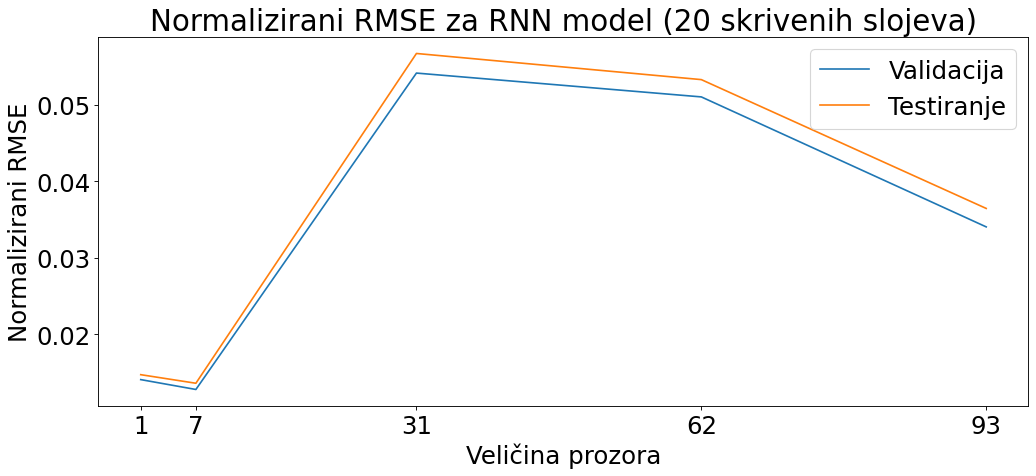 Normalizirani RMSE za RNN model (20 skrivenih slojeva)
Validacija
Testiranje
Normalizirani RMSE
0.05
0.04
0.03
0.02
1 7 31 62 93
Veličina prozora